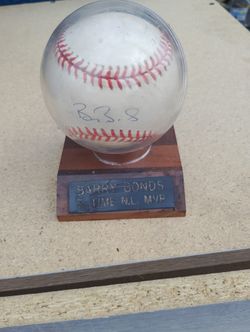 BARRY BONDS
TIME N.L. MVP